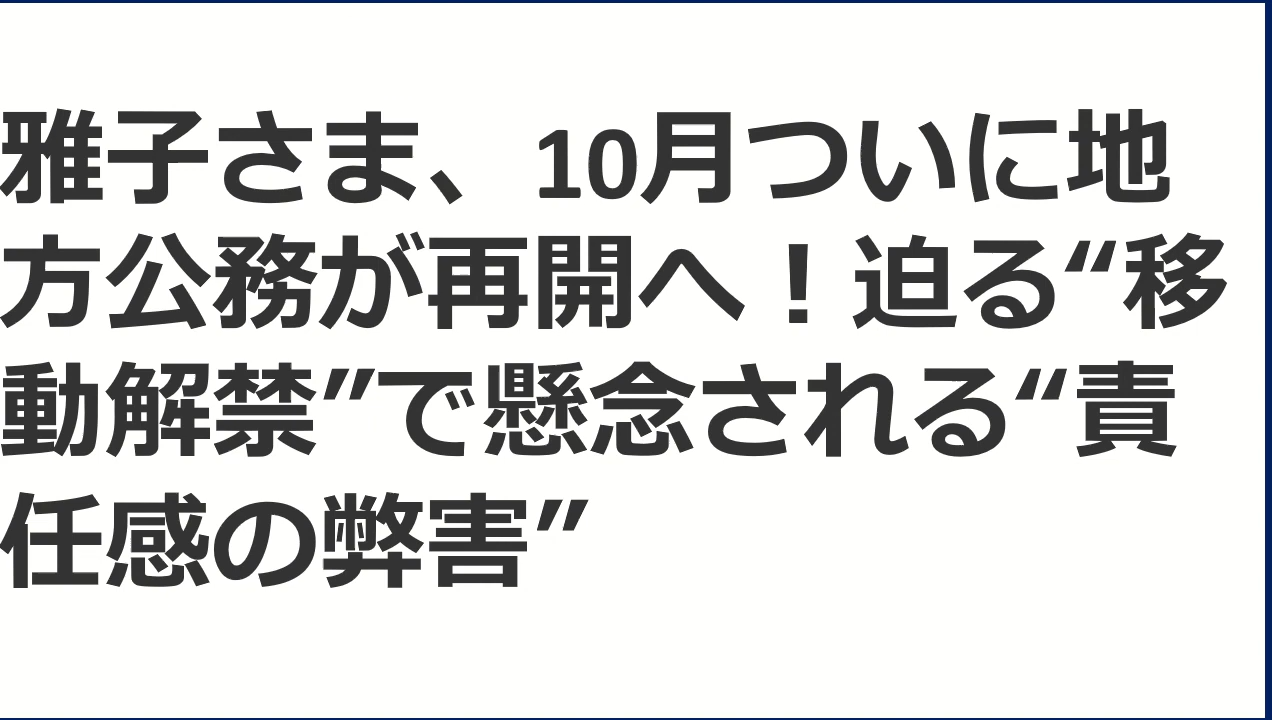 雅子さま、10月ついに地
方公務が再開へ！迫る“移
動解禁”で懸念される“責
任感の弊害”